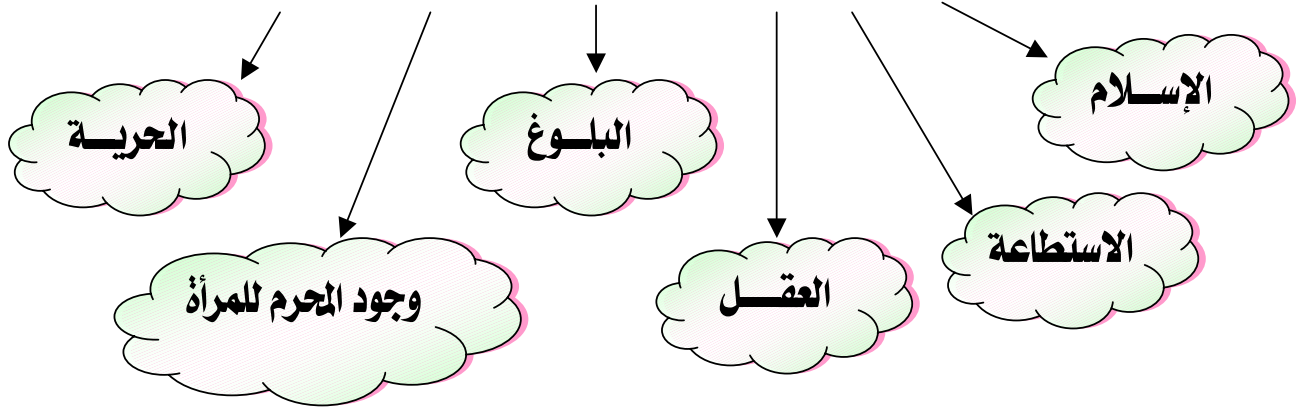 الإسلام
الحرية
البلوغ
الاستطاعة
العقل
وجود المحرم للمرأة